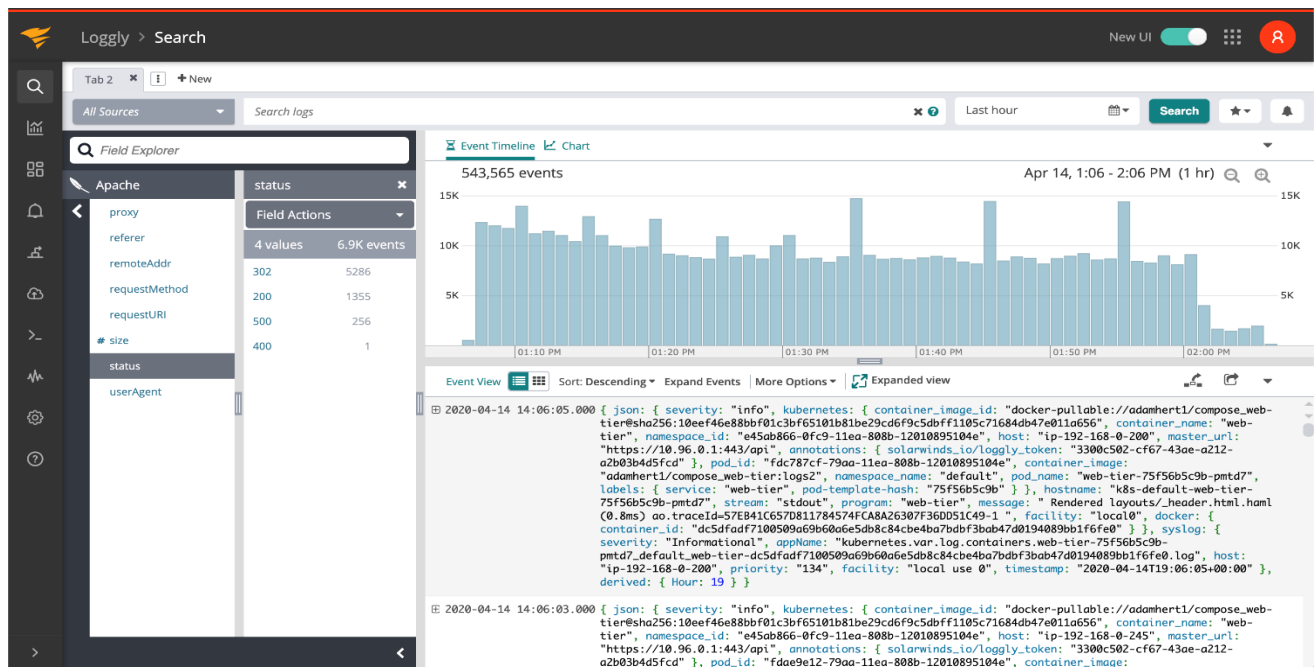 Loggly > Search
New UI
Tab 2
+ New
All Sources
Search logs
Last hour
Search
Field Explorer
Apache
proxy
referer
remoteAddr
requestMethod
requestURI
# size
status
userAgent
status
Field Actions
4 values 6.9K events
302 5286
200 1355
500 256
400 1
Event Timeline Chart
543,565 events
Apr 14, 1:06 - 2:06 PM (1 hr)
15K 15K
10K 10K
5K 5K
01:10 PM 01:20 PM 01:30 PM 01:40 PM 01:50 PM 02:00 PM
Event View Sort: Descending Expand Events More Options Expanded view
2020-04-14 14:06:05.000 { json: { severity: "info", kubernetes: { container_image_id: "docker-pullable://adamhert1/compose_web-
tier@sha256:10eef46e88bbf01c3bf65101b81be29cd6f9c5dbff1105c71684db47e011a656", container_name: "web-
tier", namespace_id: "e45ab866-0fc9-11ea-808b-12010895104e", host: "ip-192-168-0-200", master_url:
"https://10.96.0.1:443/api", annotations: { solarwinds_io/loggly_token: "3300c502-cf67-43ae-a212-
a2b03b4d5fcd" }, pod_id: "fdc787cf-79aa-11ea-808b-12010895104e", container_image:
"adamhert1/compose_web-tier:logs2", namespace_name: "default", pod_name: "web-tier-75f56b5c9b-pmtd7",
labels: { service: "web-tier", pod-template-hash: "75f56b5c9b" } }, hostname: "k8s-default-web-tier-
75f56b5c9b-pmtd7", stream: "stdout", program: "web-tier", message: " Rendered layouts/_header.html.haml
(0.8ms) ao.traceId=57EB41C657D811784574FCA8A26307F36DD51C49-1 ", facility: "local0", docker: {
container_id: "dc5dfadf7100509a69b60a6e5db8c84cbe4ba7bdbf3bab47d0194089bb1f6fe0" } }, syslog: {
severity: "Informational", appName: "kubernetes.var.log.containers.web-tier-75f56b5c9b-
pmtd7_default_web-tier-dc5dfadf7100509a69b60a6e5db8c84cbe4ba7bdbf3bab47d0194089bb1f6fe0.log", host:
"ip-192-168-0-200", priority: "134", facility: "local use 0", timestamp: "2020-04-14T19:06:05+00:00" },
derived: { Hour: 19 } }
2020-04-14 14:06:03.000 { json: { severity: "info", kubernetes: { container_image_id: "docker-pullable://adamhert1/compose_web-
tier@sha256:10eef46e88bbf01c3bf65101b81be29cd6f9c5dbff1105c71684db47e011a656", container_name: "web-
tier", namespace_id: "e45ab866-0fc9-11ea-808b-12010895104e", host: "ip-192-168-0-245", master_url:
"https://10.96.0.1:443/api", annotations: { solarwinds_io/loggly_token: "3300c502-cf67-43ae-a212-
a2b03b4d5fcd" }, pod_id: "fdae9e12-79aa-11ea-808b-12010895104e", container_image: